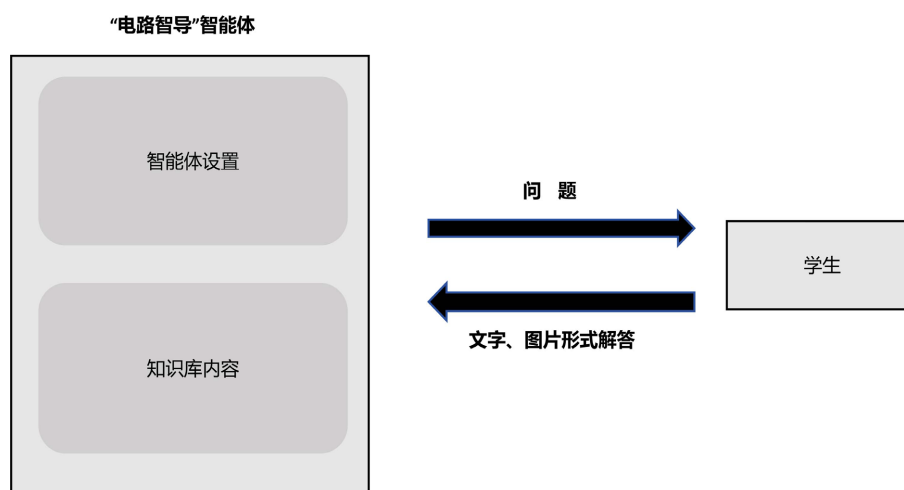 “电路智导”智能体
智能体设置
问 题
学生
文字、图片形式解答
知识库内容